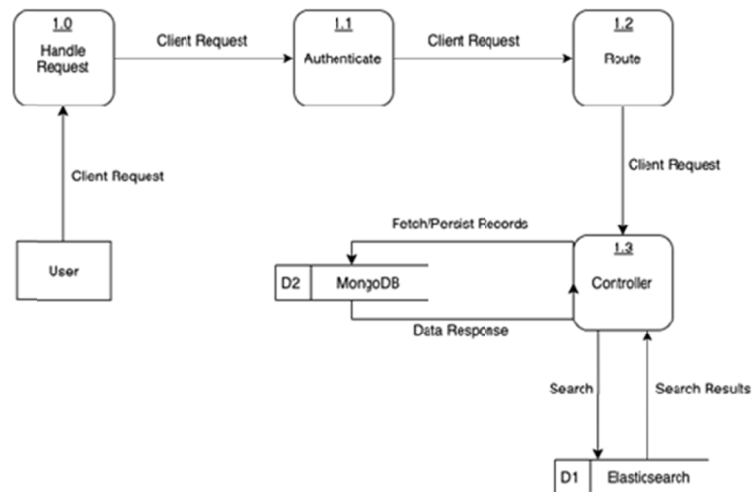 1.0
Handle
Request
Client Request
1.1
Authenticate
Client Request
1.2
Route
Client Request
Client Request
User
Fetch/Persist Records
D2
MongoDB
Data Response
1.3
Controller
Search
Search Results
D1
Elasticsearch